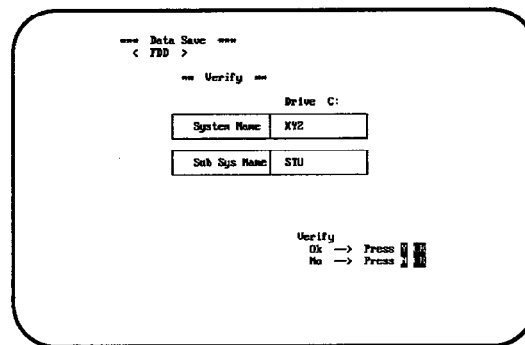 *** Data Save ***
< FDD >
** Verify **
Drive C:
System Name XYZ
Sub Sys Name STU
Verify
Ok --> Press Y
No --> Press